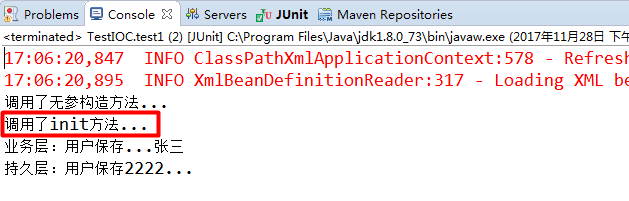 Problems Console Servers JUnit Maven Repositories
<terminated> TestIOC.test1 (2) [JUnit] C:\Program Files\Java\jdk1.8.0_73\bin\javaw.exe (2017年11月28日 下午
17:06:20,847 INFO ClassPathXmlApplicationContext:578 - Refresh
17:06:20,895 INFO XmlBeanDefinitionReader:317 - Loading XML be
调用了无参构造方法...
调用了init方法...
业务层：用户保存...张三
持久层：用户保存2222...